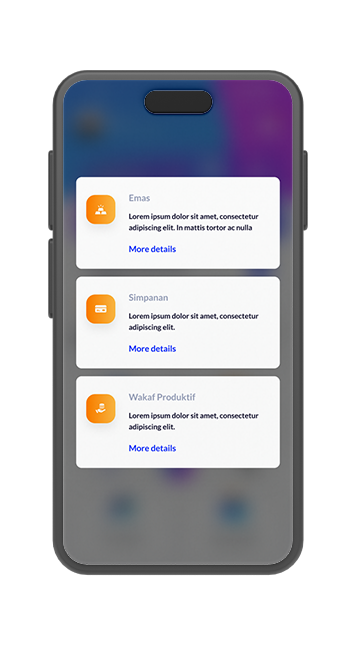 Emas
Lorem ipsum dolor sit amet, consectetur
adipiscing elit. In mattis tortor ac nulla
More details
Simpanan
Lorem ipsum dolor sit amet, consectetur
adipiscing elit.
More details
Wakaf Produktif
Lorem ipsum dolor sit amet, consectetur
adipiscing elit.
More details